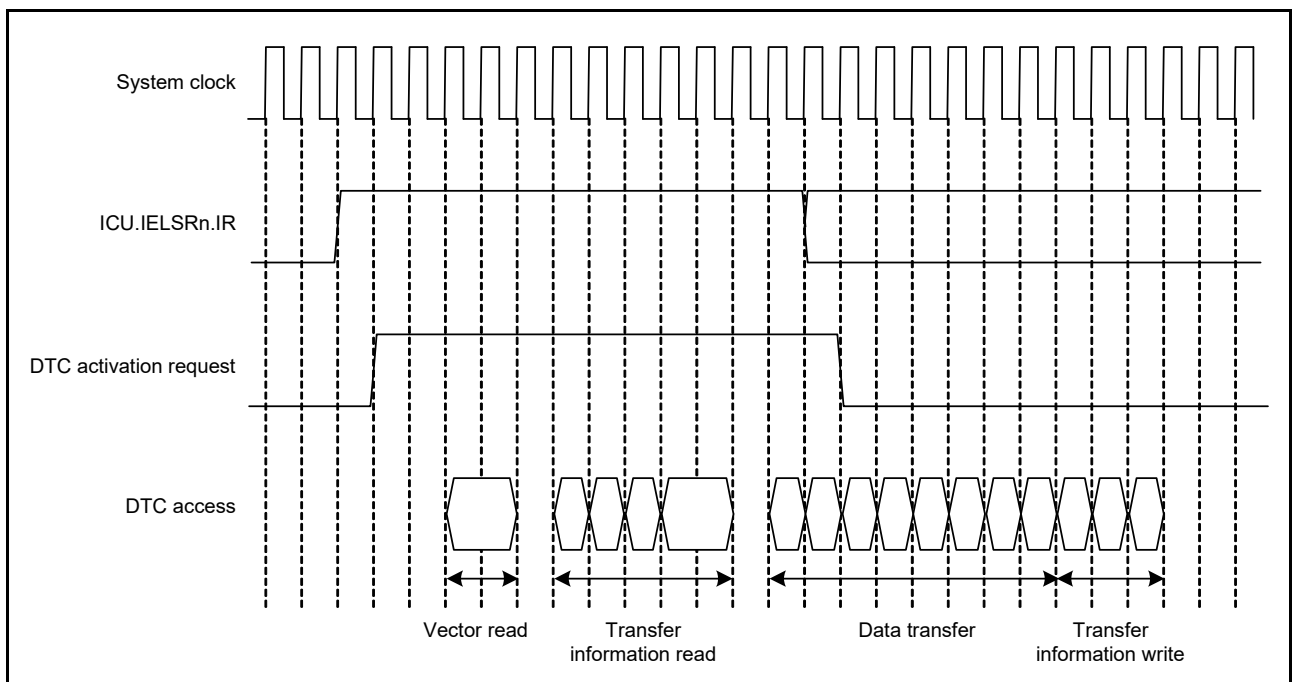 System clock
ICU.IELSRn.IR
DTC activation request
DTC access
Vector read
Transfer
information read
Data transfer
Transfer
information write